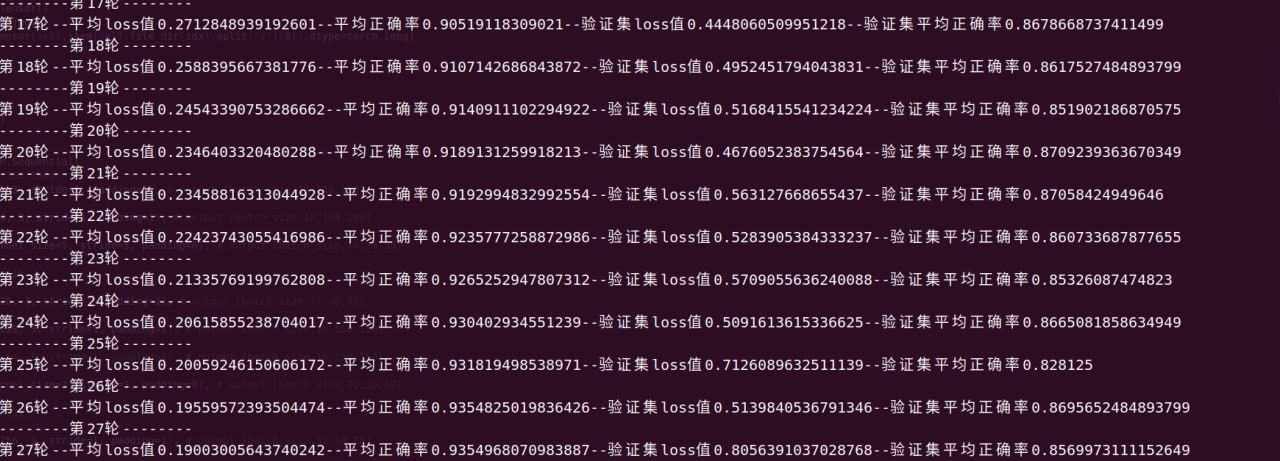 --------第17轮--------
第17轮--平均loss值0.2712848939192601--平均正确率0.90519118309021--验证集loss值0.4448060509951218--验证集平均正确率0.8678668737411499
--------第18轮--------
第18轮--平均loss值0.2588395667381776--平均正确率0.9107142686843872--验证集loss值0.4952451794043831--验证集平均正确率0.8617527484893799
--------第19轮--------
第19轮--平均loss值0.24543390753286662--平均正确率0.9140911102294922--验证集loss值0.5168415541234224--验证集平均正确率0.851902186870575
--------第20轮--------
第20轮--平均loss值0.2346403320480288--平均正确率0.9189131259918213--验证集loss值0.4676052383754564--验证集平均正确率0.8709239363670349
--------第21轮--------
第21轮--平均loss值0.23458816313044928--平均正确率0.9192994832992554--验证集loss值0.563127668655437--验证集平均正确率0.87058424949646
--------第22轮--------
第22轮--平均loss值0.22423743055416986--平均正确率0.9235777258872986--验证集loss值0.5283905384333237--验证集平均正确率0.860733687877655
--------第23轮--------
第23轮--平均loss值0.21335769199762808--平均正确率0.9265252947807312--验证集loss值0.5709055636240088--验证集平均正确率0.85326087474823
--------第24轮--------
第24轮--平均loss值0.20615855238704017--平均正确率0.930402934551239--验证集loss值0.5091613615336625--验证集平均正确率0.8665081858634949
--------第25轮--------
第25轮--平均loss值0.20059246150606172--平均正确率0.931819498538971--验证集loss值0.7126089632511139--验证集平均正确率0.828125
--------第26轮--------
第26轮--平均loss值0.19559572393504474--平均正确率0.9354825019836426--验证集loss值0.5139840536791346--验证集平均正确率0.8695652484893799
--------第27轮--------
第27轮--平均loss值0.19003005643740242--平均正确率0.9354968070983887--验证集loss值0.8056391037028768--验证集平均正确率0.8569973111152649